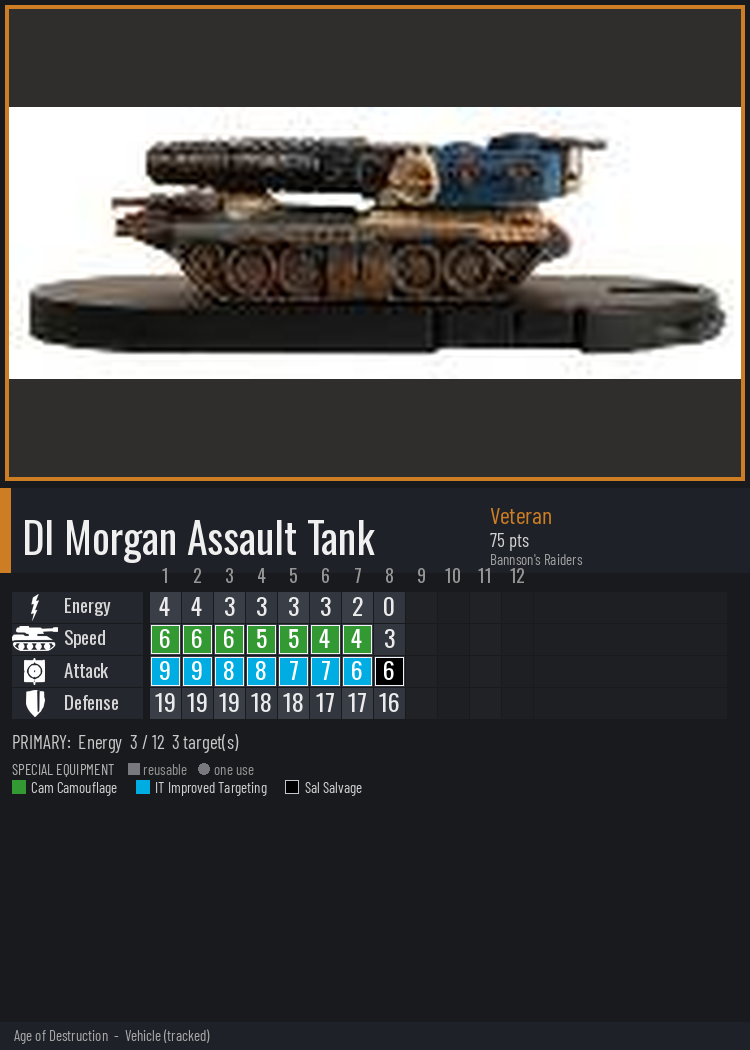 DI Morgan Assault Tank
Veteran
75 pts
Bannson's Raiders
1 2 3 4 5 6 7 8 9 10 11 12
Energy 4 4 3 3 3 3 2 0
Speed 6 6 6 5 5 4 4 3
Attack 9 9 8 8 7 7 6 6
Defense 19 19 19 18 18 17 17 16
PRIMARY: Energy 3 / 12 3 target(s)
SPECIAL EQUIPMENT reusable one use
Cam Camouflage IT Improved Targeting Sal Salvage
Age of Destruction - Vehicle (tracked)